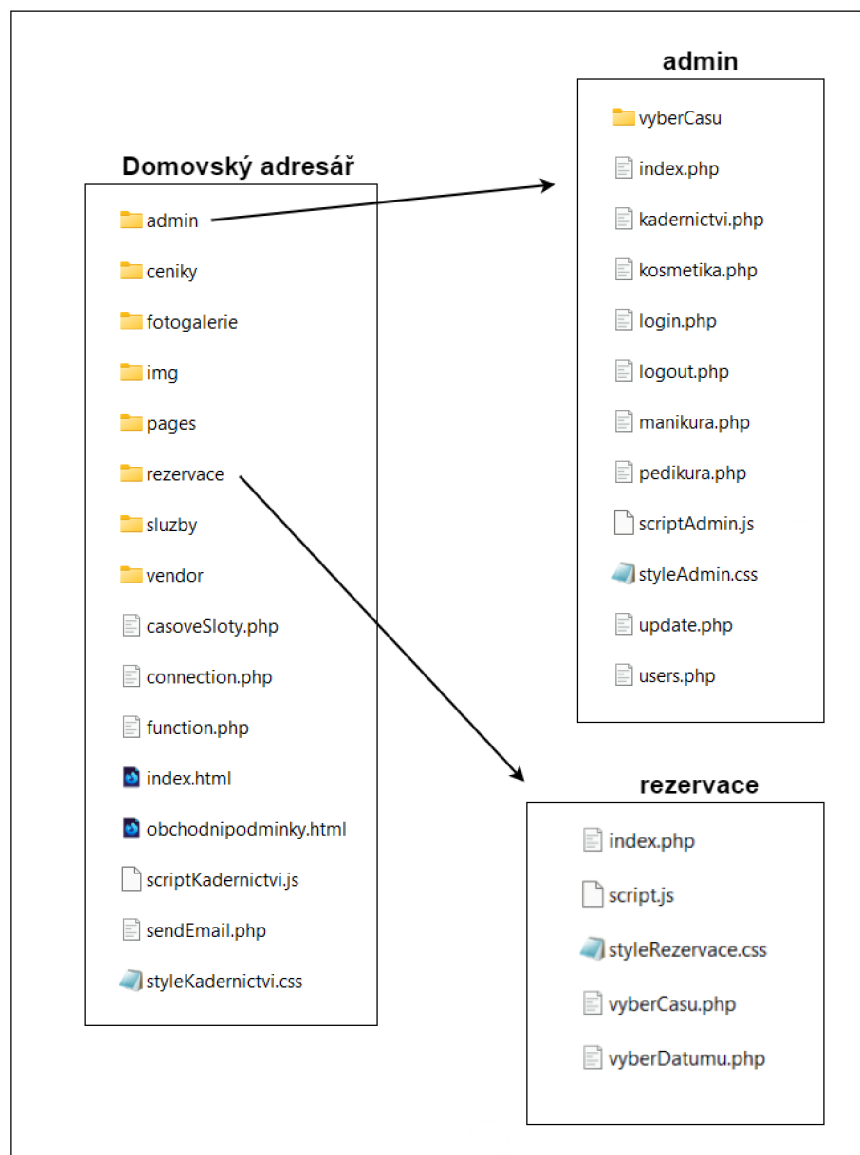 Domovský adresář
admin
ceniky
fotogalerie
img
pages
rezervace
sluzby
vendor
casoveSloty.php
connection.php
function.php
index.html
obchodnipodminky.html
scriptKadernictvi.js
sendEmail.php
styleKadernictvi.css
admin
vyberCasu
index.php
kadernictvi.php
kosmetika.php
login.php
logout.php
manikura.php
pedikura.php
scriptAdmin.js
styleAdmin.css
update.php
users.php
rezervace
index.php
script.js
styleRezervace.css
vyberCasu.php
vyberDatumu.php